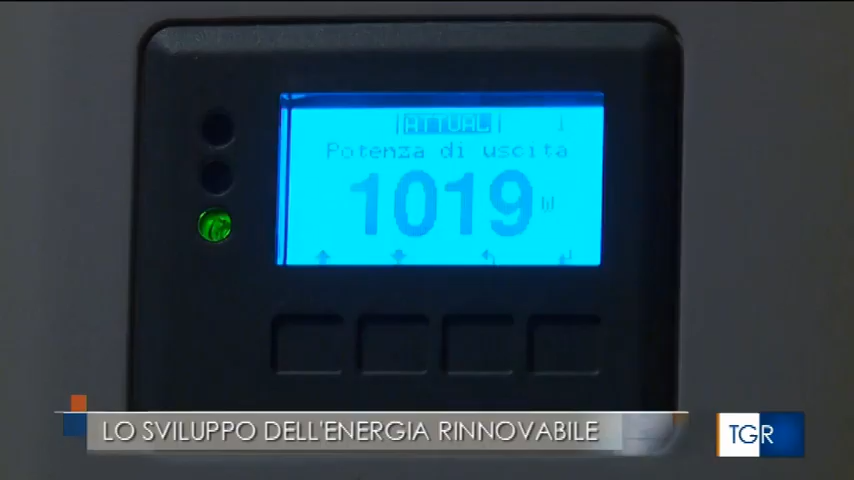 ATTUAL
Potenza di uscita
1019 W
LO SVILUPPO DELL'ENERGIA RINNOVABILE
TGR